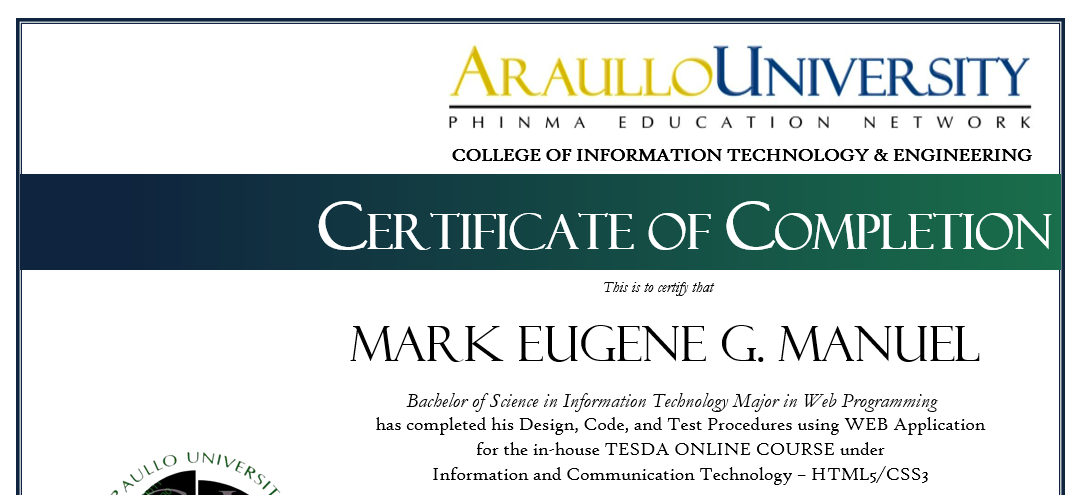 ARAULLOUNIVERSITY
PHINMA EDUCATION NETWORK
COLLEGE OF INFORMATION TECHNOLOGY & ENGINEERING
CERTIFICATE OF COMPLETION
This is to certify that
MARK EUGENE G. MANUEL
Bachelor of Science in Information Technology Major in Web Programming
has completed his Design, Code, and Test Procedures using WEB Application
for the in-house TESDA ONLINE COURSE under
Information and Communication Technology – HTML5/CSS3
ARAULLO UNIVERSIT